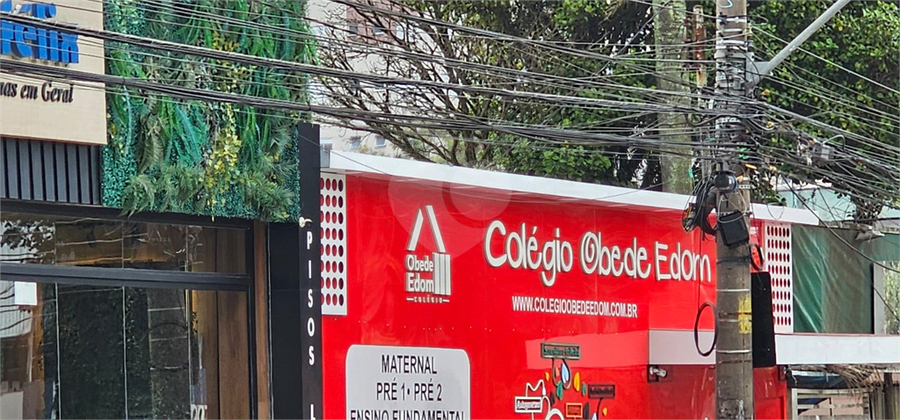 em Geral
PISOS
Obede
Edom
COLÉGIO
Colégio Obede Edom
WWW.COLEGIOOBEDEEDOM.COM.BR
MATERNAL
PRÉ 1 • PRÉ 2
ENSINO FUNDAMENTAL